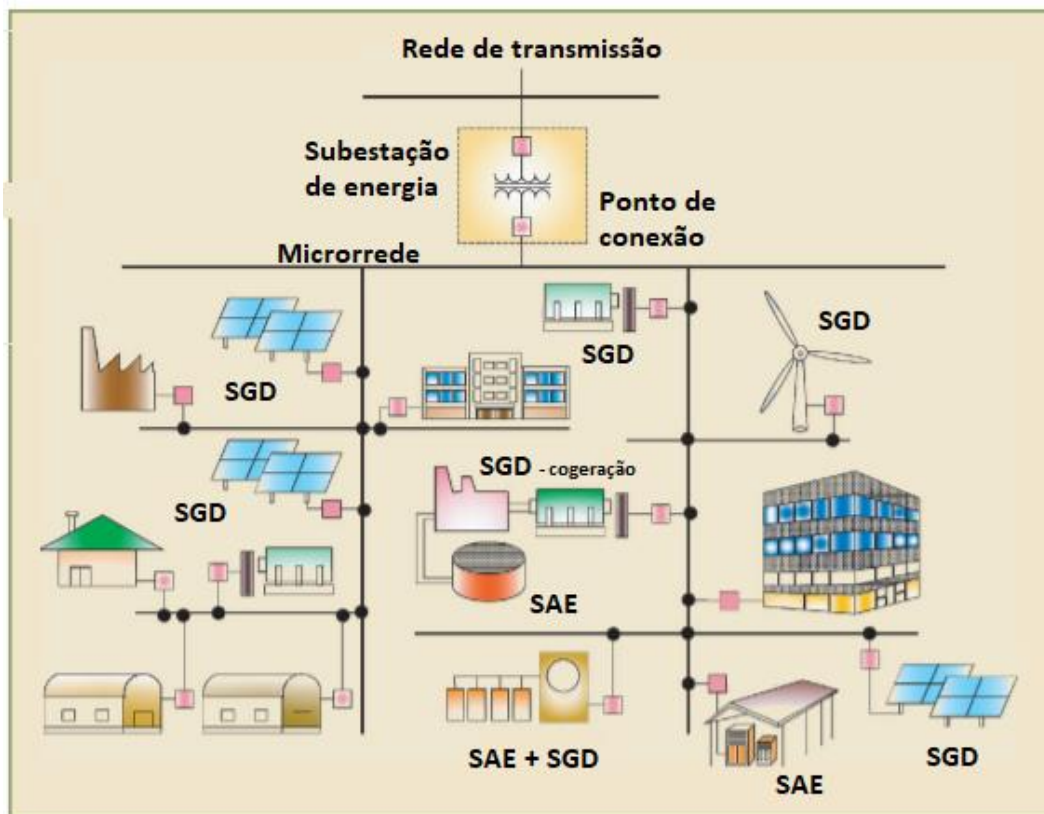 Rede de transmissão
Subestação
de energia
Ponto de
conexão
Microrrede
SGD
SGD
SGD
SGD - cogeração
SGD
SAE
SAE + SGD
SAE
SGD